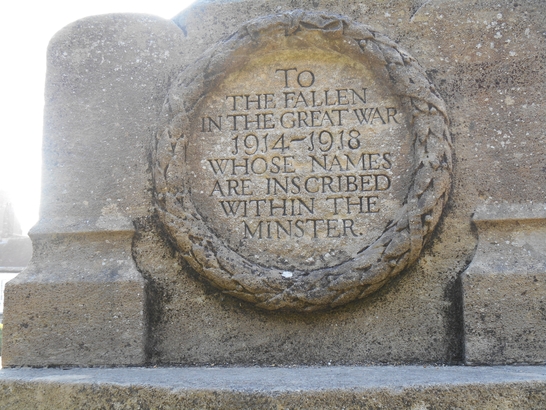 TO
THE FALLEN
IN THE GREAT WAR
1914-1918
WHOSE NAMES
ARE INSCRIBED
WITHIN THE
MINSTER.